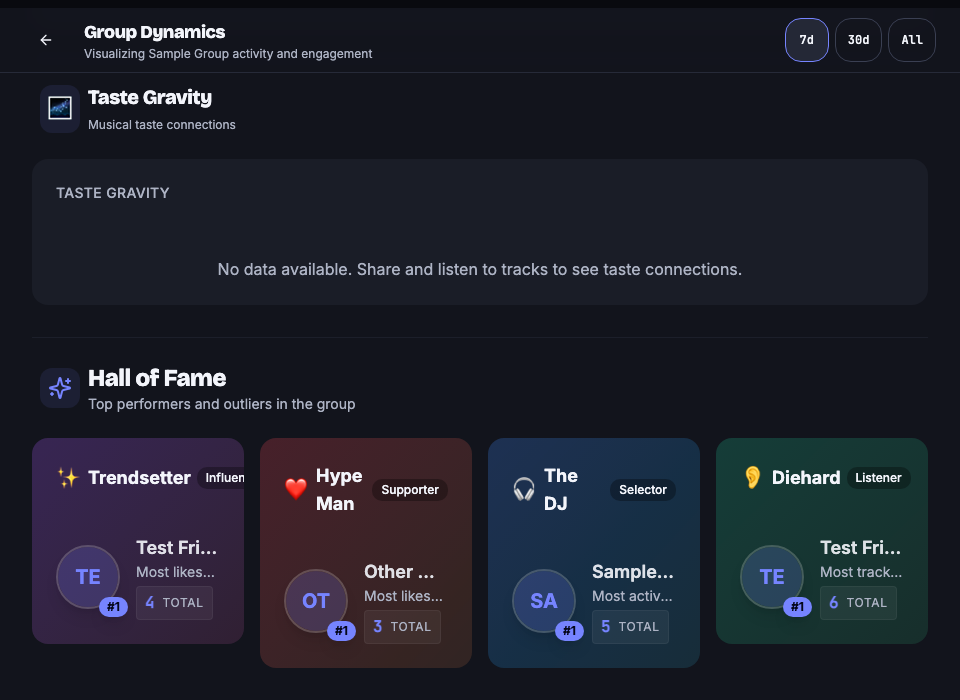 Group Dynamics
Visualizing Sample Group activity and engagement
7d
30d
All
Taste Gravity
Musical taste connections
TASTE GRAVITY
No data available. Share and listen to tracks to see taste connections.
Hall of Fame
Top performers and outliers in the group
Trendsetter
Influen
TE
#1
Test Fri...
Most likes...
4 TOTAL
Hype
Man
Supporter
OT
#1
Other ...
Most likes...
3 TOTAL
The
DJ
Selector
SA
#1
Sample...
Most activ...
5 TOTAL
Diehard
Listener
TE
#1
Test Fri...
Most track...
6 TOTAL